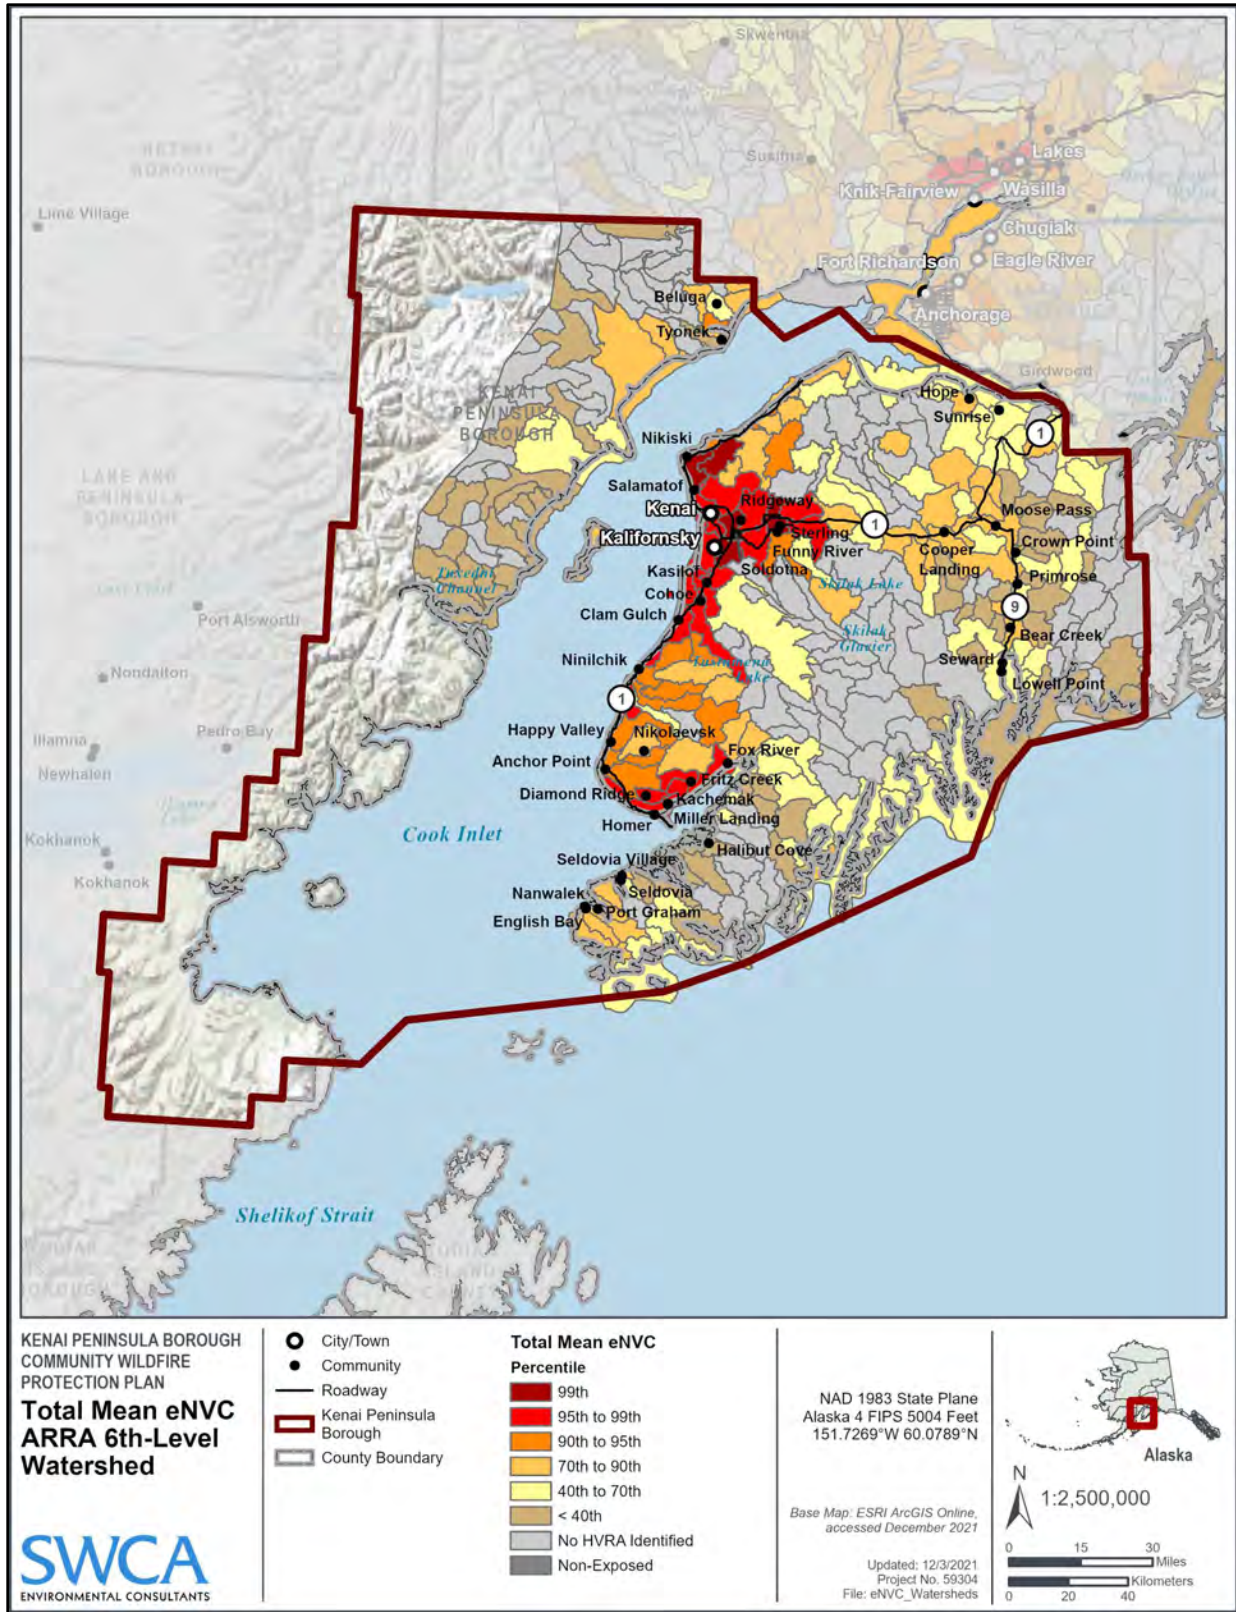 Skwentna
Susitna
Lakes
Wasilla
Knik-Fairview
Chugiak
Fort Richardson
Eagle River
Anchorage
Girdwood
Lime Village
Beluga
Tyonek
KENAI
PENINSULA
BOROUGH
Hope
Sunrise
1
Nikiski
LAKE AND
PENINSULA
BOROUGH
Salamatof
Kenai
Ridgeway
Moose Pass
1
Kalifornsky
Sterling
Funny River
Cooper
Landing
Crown Point
Soldotna
Kasilof
Skilak Lake
Primrose
Tuxedni
Channel
Cohoe
9
Port Alsworth
Clam Gulch
Skilak
Glacier
Bear Creek
Ninilchik
Tustumena
Lake
Seward
Lowell Point
Nondalton
1
Pedro Bay
Happy Valley
Nikolaevsk
Iliamna
Newhalen
Anchor Point
Fox River
Fritz Creek
Diamond Ridge
Kachemak
Miller Landing
Homer
Cook Inlet
Kokhanok
Kokhanok
Halibut Cove
Seldovia Village
Seldovia
Nanwalek
Port Graham
English Bay
Shelikof Strait
KENAI PENINSULA BOROUGH
COMMUNITY WILDFIRE
PROTECTION PLAN
Total Mean eNVC
ARRA 6th-Level
Watershed
SWCA
ENVIRONMENTAL CONSULTANTS
City/Town
Community
Roadway
Kenai Peninsula
Borough
County Boundary
Total Mean eNVC
Percentile
99th
95th to 99th
90th to 95th
70th to 90th
40th to 70th
< 40th
No HVRA Identified
Non-Exposed
NAD 1983 State Plane
Alaska 4 FIPS 5004 Feet
151.7269°W 60.0789°N
Base Map: ESRI ArcGIS Online,
accessed December 2021
Updated: 12/3/2021
Project No. 59304
File: eNVC_Watersheds
Alaska
N
1:2,500,000
0 15 30
Miles
Kilometers
0 20 40